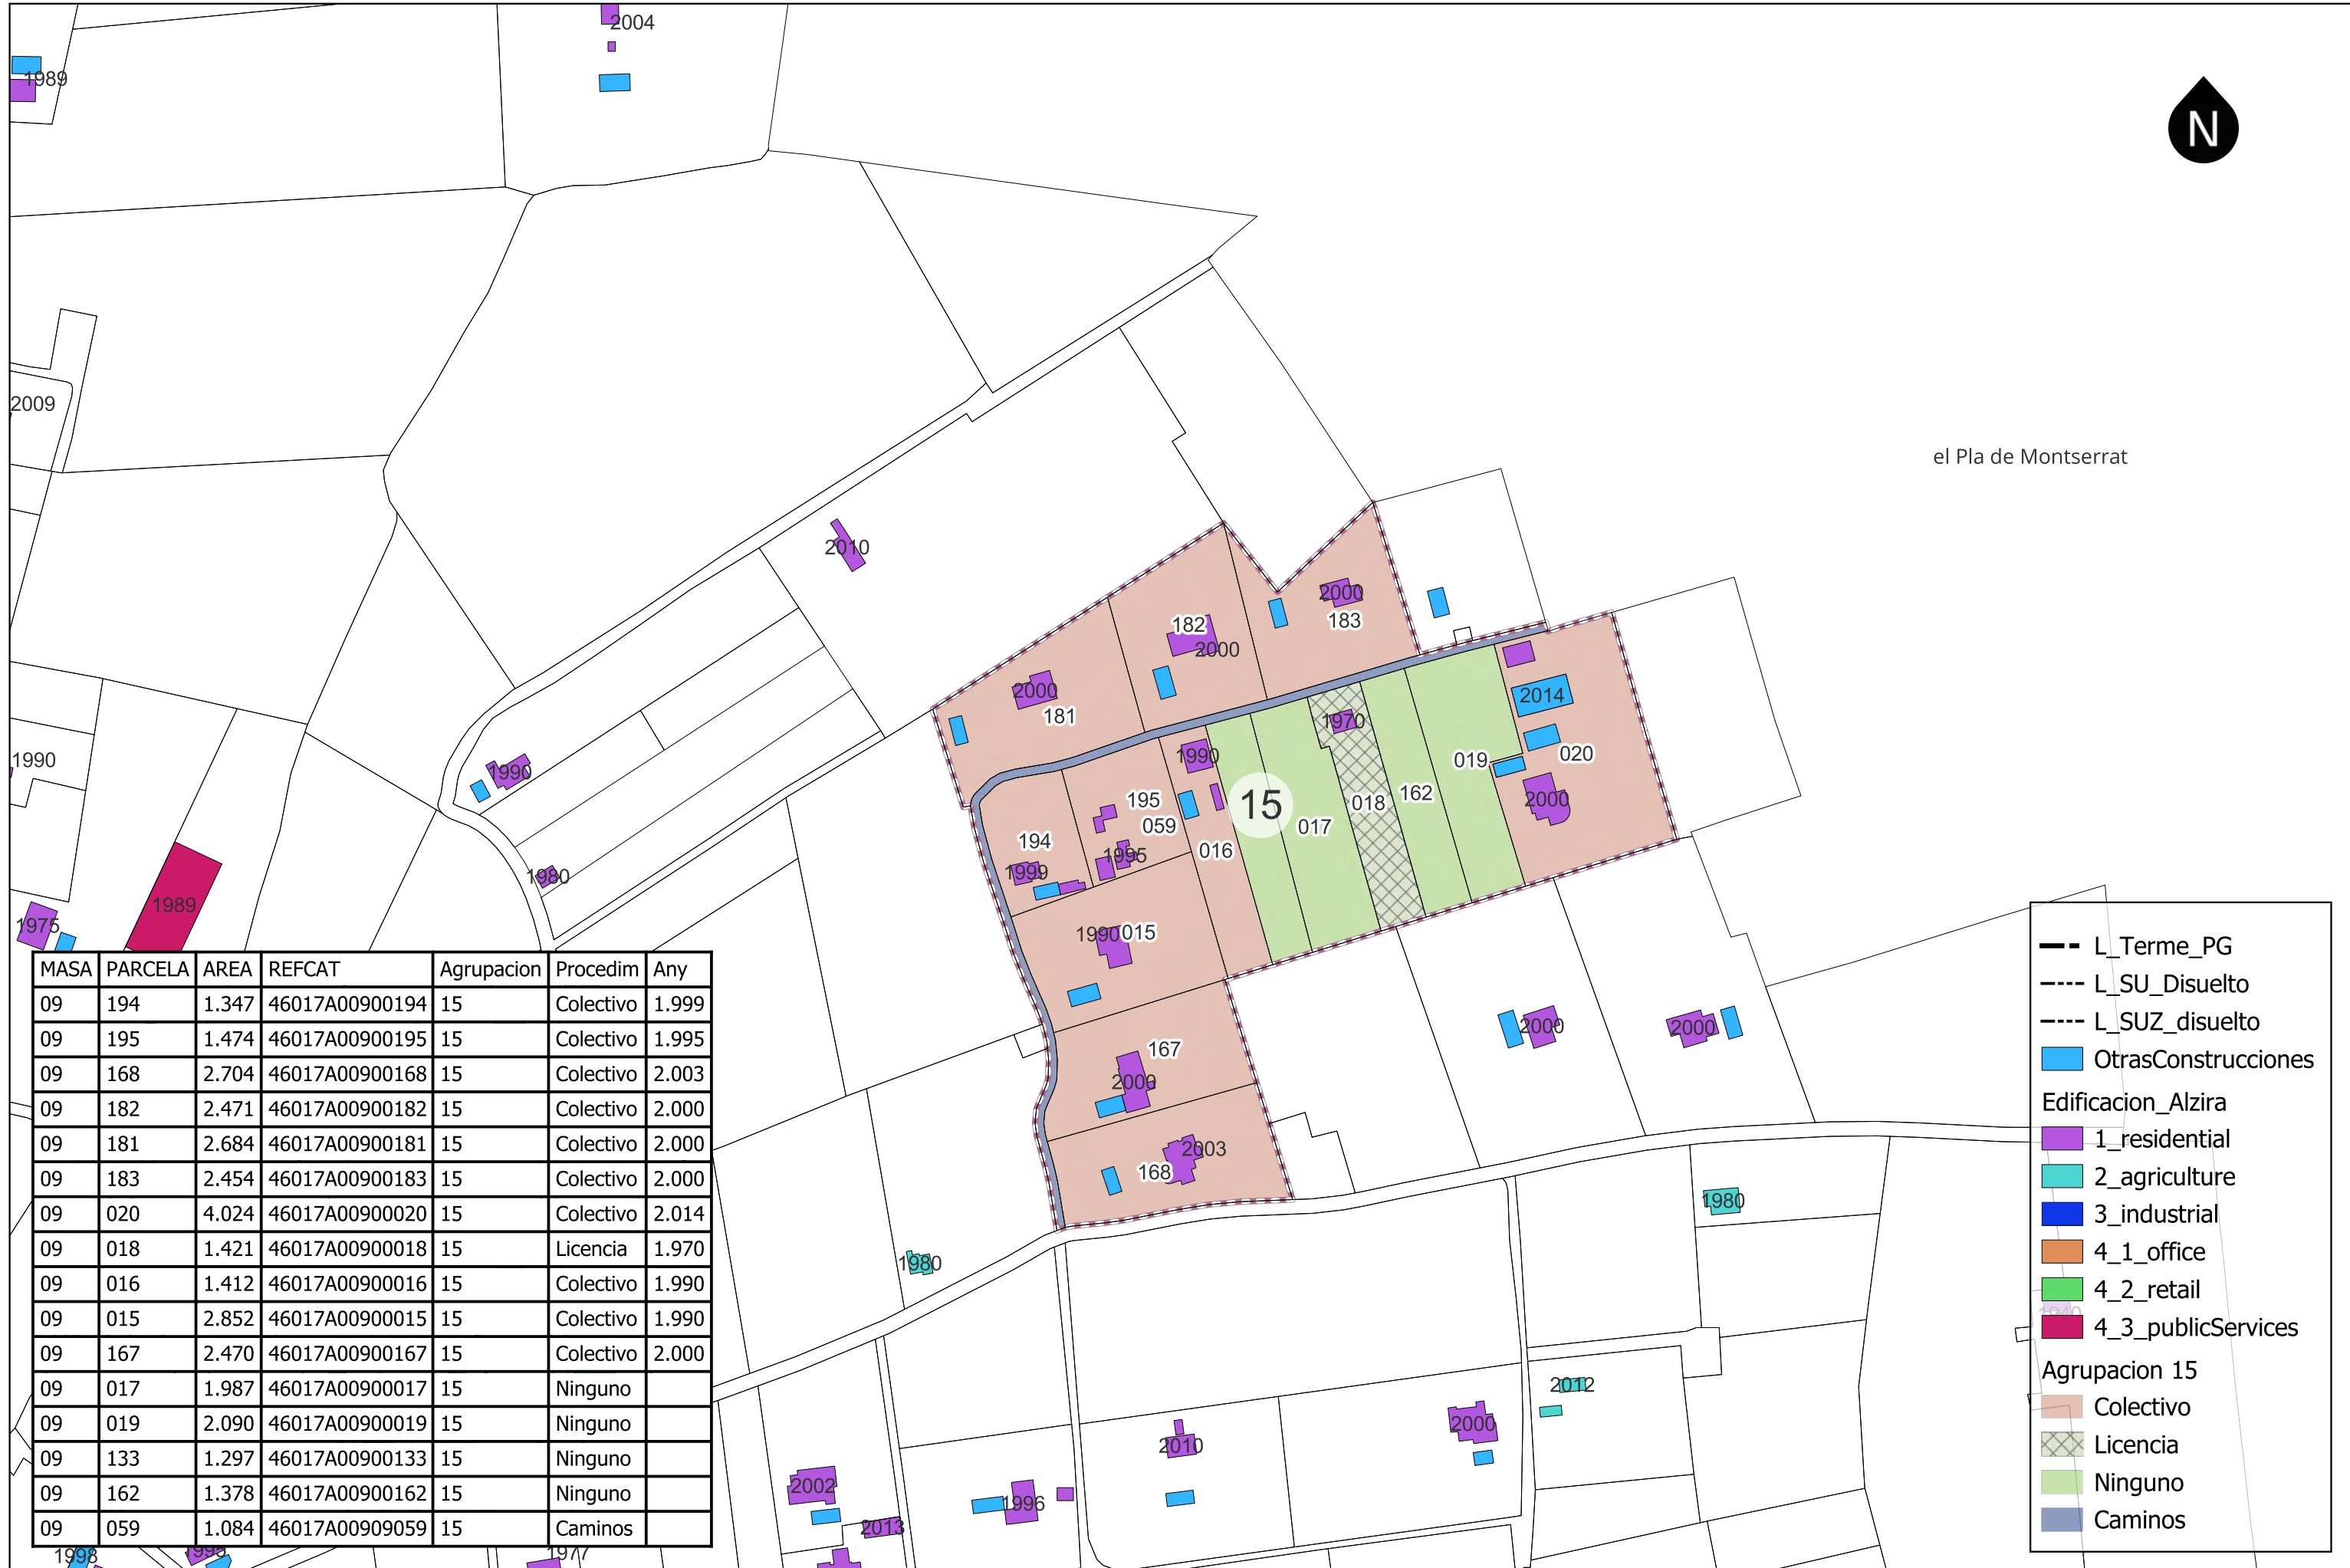 2004
1989
N
2009
el Pla de Montserrat
2010
2000
183
182
2000
2000
181
2014
1970
1990
019
020
1990
1990
15
195
059
018
162
2000
017
194
016
1995
1999
1980
1989
1975
1990
015
2000
2000
167
2000
2003
168
1980
1980
2012
2000
2010
2002
1996
2013
1998
1977
MASA PARCELA AREA REFCAT Agrupacion Procedim Any
09 194 1.347 46017A00900194 15 Colectivo 1.999
09 195 1.474 46017A00900195 15 Colectivo 1.995
09 168 2.704 46017A00900168 15 Colectivo 2.003
09 182 2.471 46017A00900182 15 Colectivo 2.000
09 181 2.684 46017A00900181 15 Colectivo 2.000
09 183 2.454 46017A00900183 15 Colectivo 2.000
09 020 4.024 46017A00900020 15 Colectivo 2.014
09 018 1.421 46017A00900018 15 Licencia 1.970
09 016 1.412 46017A00900016 15 Colectivo 1.990
09 015 2.852 46017A00900015 15 Colectivo 1.990
09 167 2.470 46017A00900167 15 Colectivo 2.000
09 017 1.987 46017A00900017 15 Ninguno
09 019 2.090 46017A00900019 15 Ninguno
09 133 1.297 46017A00900133 15 Ninguno
09 162 1.378 46017A00900162 15 Ninguno
09 059 1.084 46017A00909059 15 Caminos
L_Terme_PG
L_SU_Disuelto
L_SUZ_disuelto
OtrasConstrucciones
Edificacion_Alzira
1_residential
2_agriculture
3_industrial
4_1_office
4_2_retail
4_3_publicServices
Agrupacion 15
Colectivo
Licencia
Ninguno
Caminos